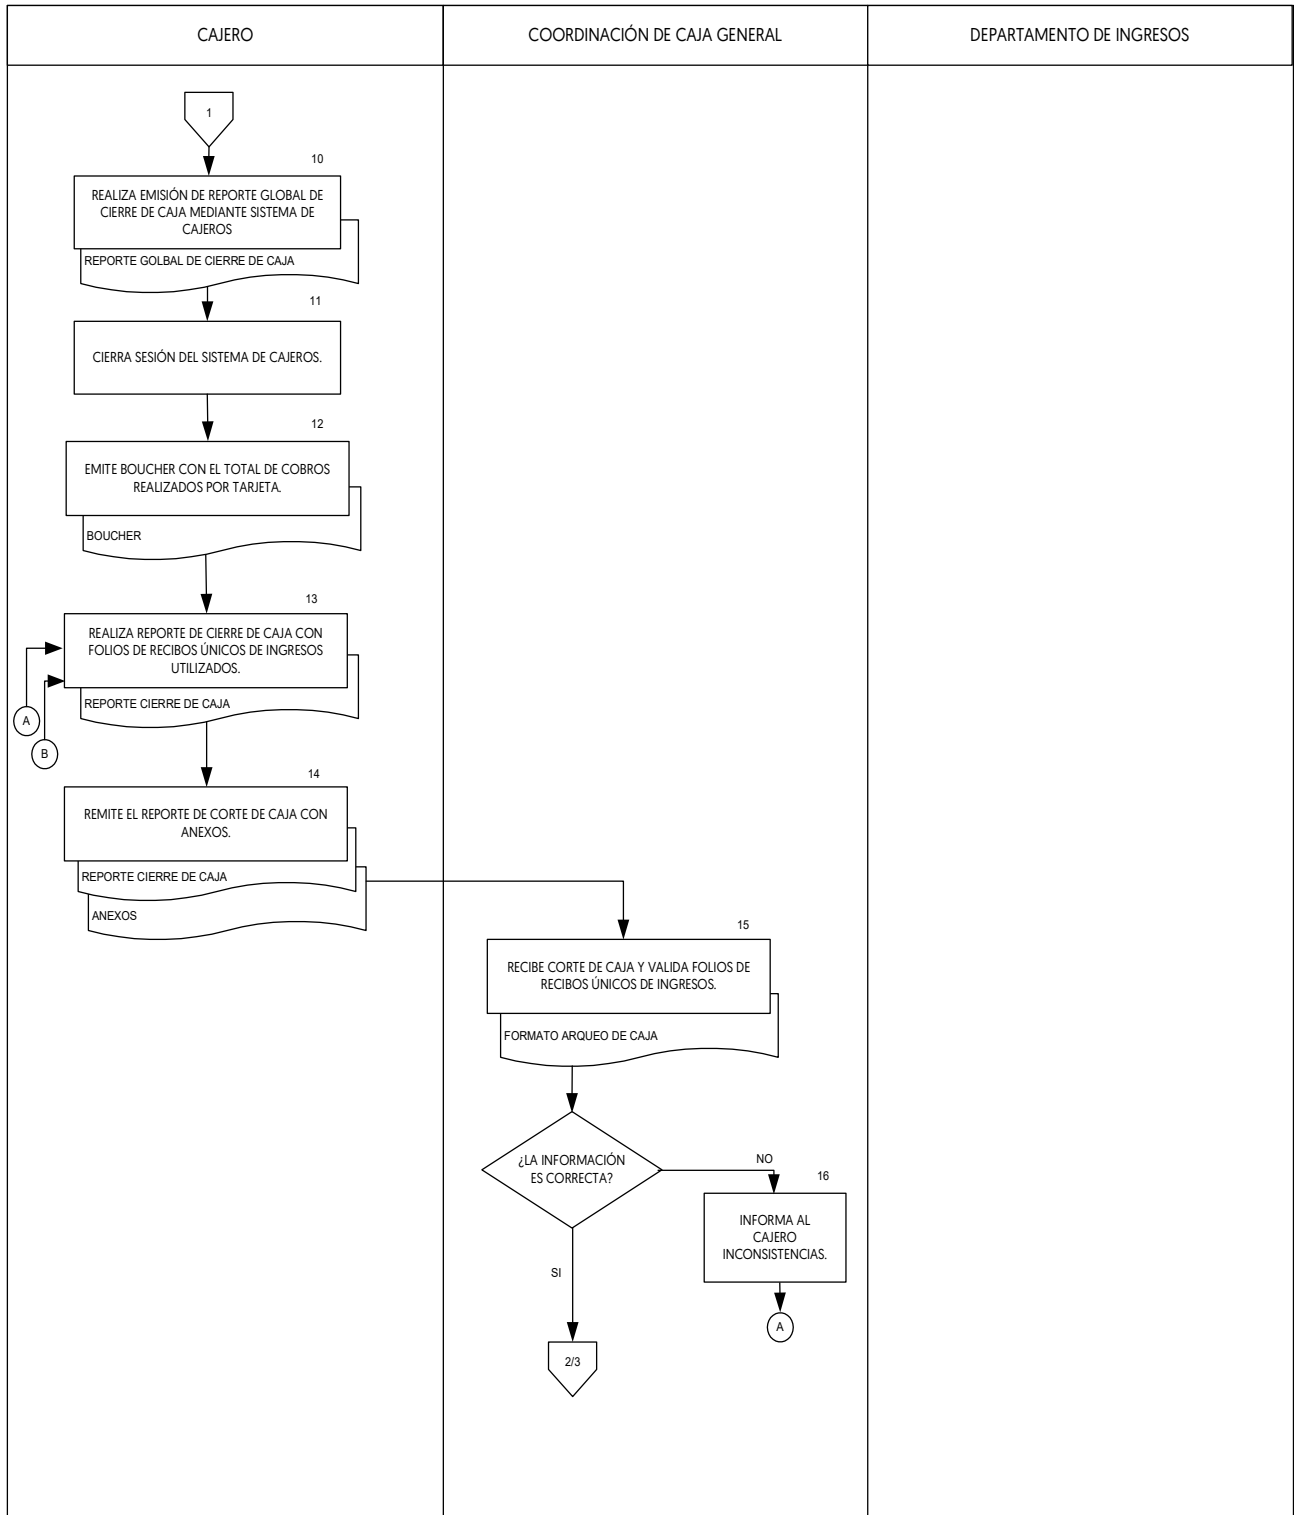 CAJERO
COORDINACIÓN DE CAJA GENERAL
DEPARTAMENTO DE INGRESOS
1
10
REALIZA EMISIÓN DE REPORTE GLOBAL DE
CIERRE DE CAJA MEDIANTE SISTEMA DE
CAJEROS
REPORTE GOLBAL DE CIERRE DE CAJA
11
CIERRA SESIÓN DEL SISTEMA DE CAJEROS.
12
EMITE BOUCHER CON EL TOTAL DE COBROS
REALIZADOS POR TARJETA.
BOUCHER
13
REALIZA REPORTE DE CIERRE DE CAJA CON
FOLIOS DE RECIBOS ÚNICOS DE INGRESOS
UTILIZADOS.
REPORTE CIERRE DE CAJA
A
B
14
REMITE EL REPORTE DE CORTE DE CAJA CON
ANEXOS.
REPORTE CIERRE DE CAJA
ANEXOS
15
RECIBE CORTE DE CAJA Y VALIDA FOLIOS DE
RECIBOS ÚNICOS DE INGRESOS.
FORMATO ARQUEO DE CAJA
¿LA INFORMACIÓN
ES CORRECTA?
NO
16
INFORMA AL
CAJERO
INCONSISTENCIAS.
SI
A
2/3